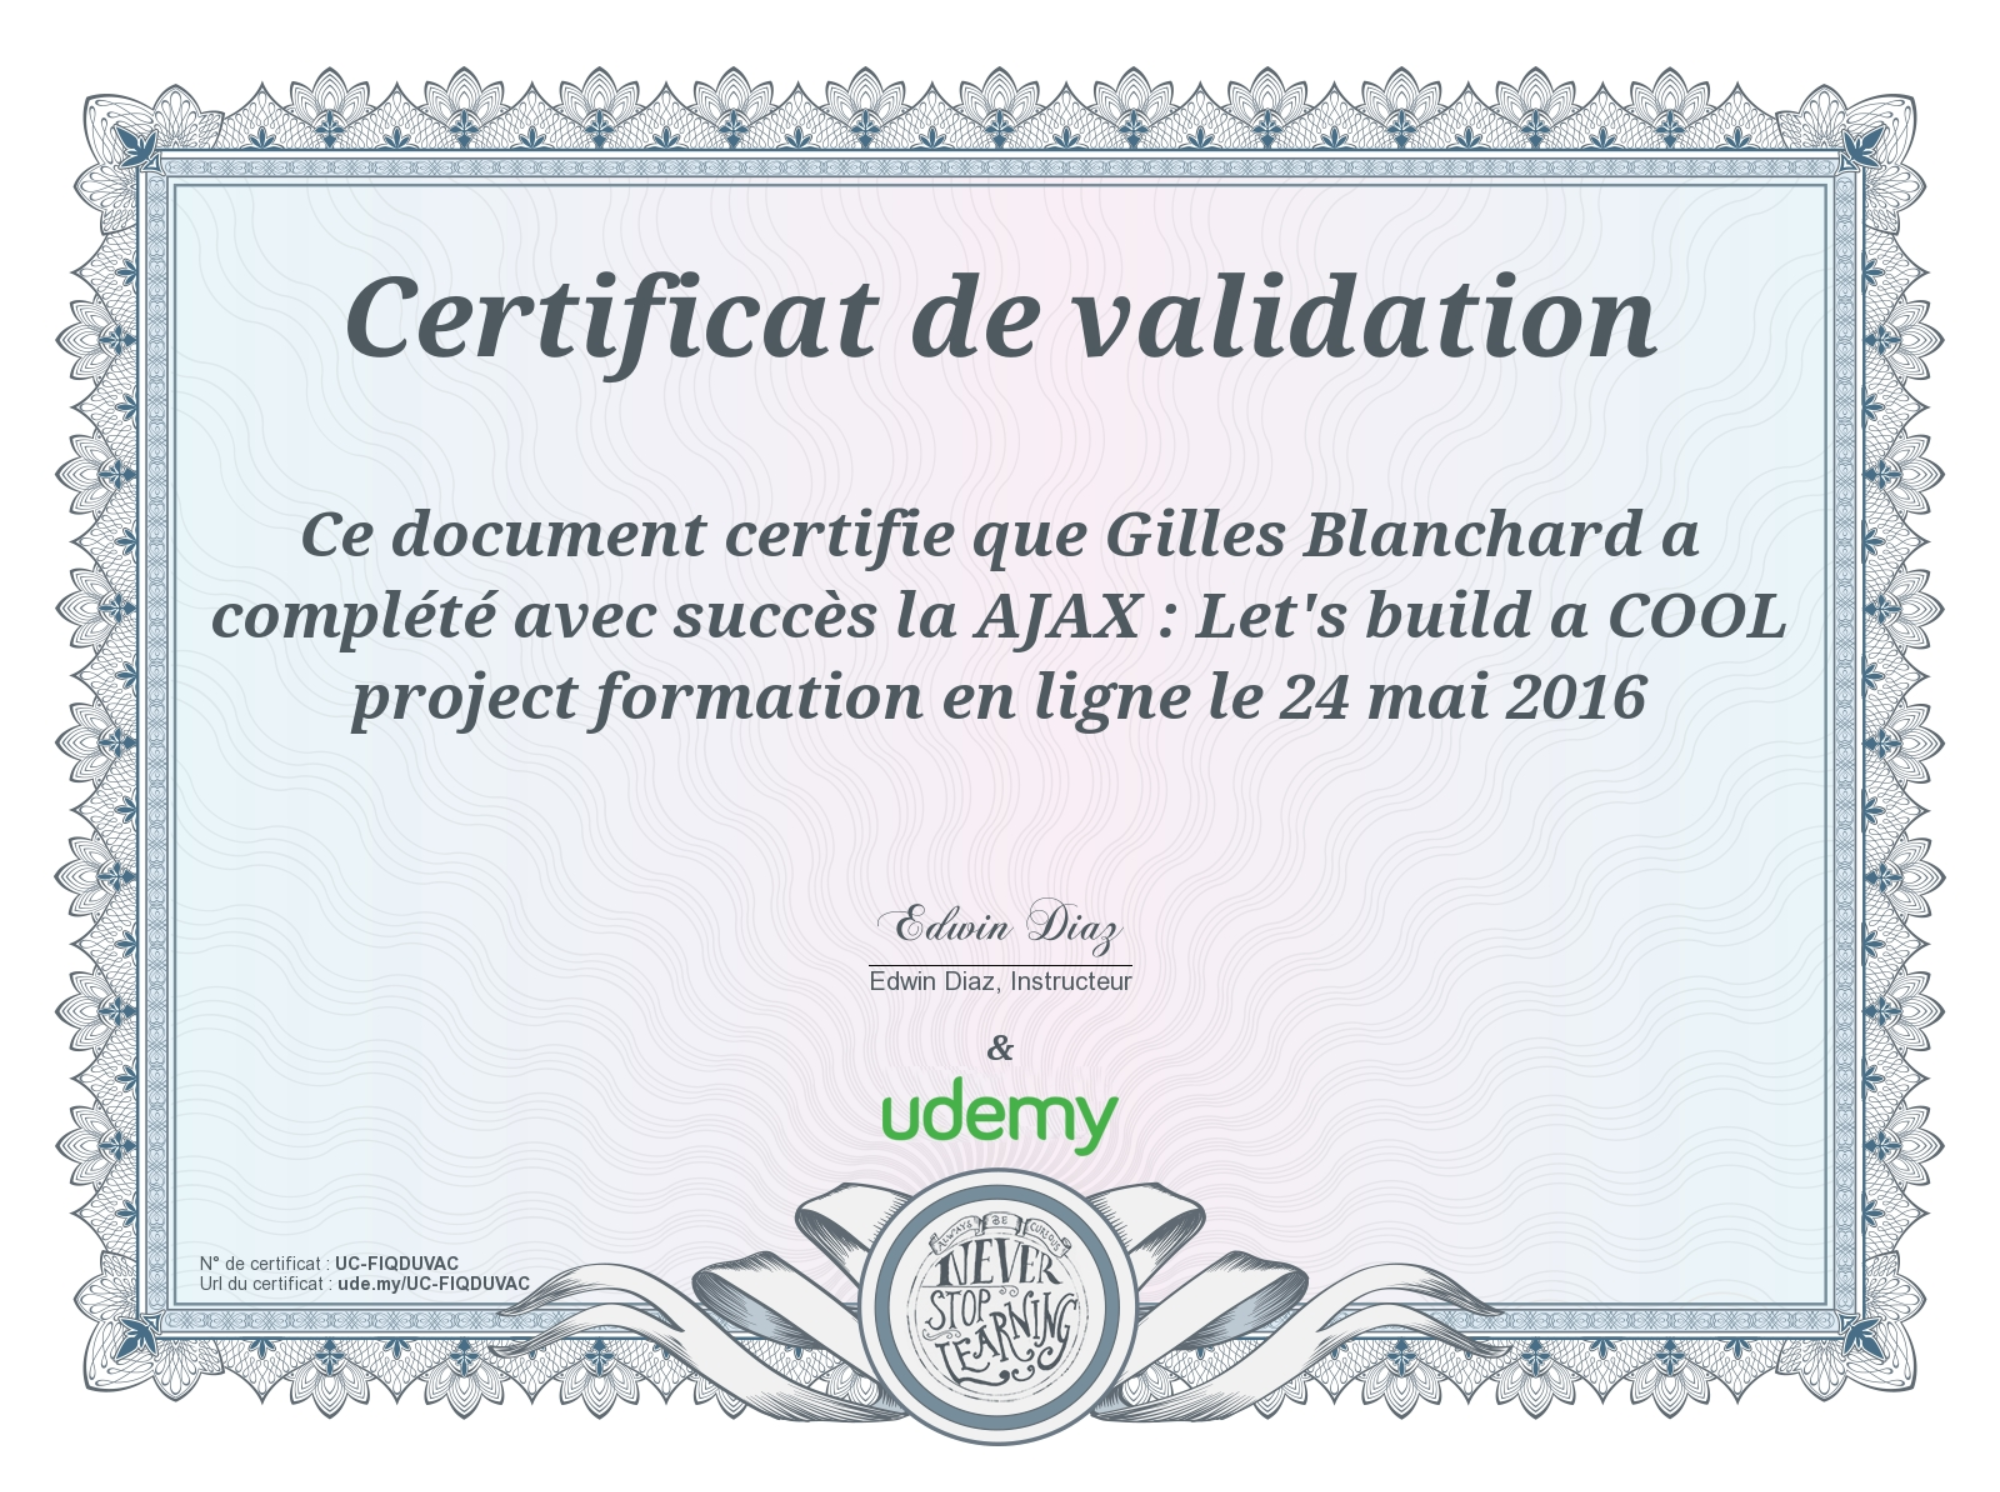 Certificat de validation
Ce document certifie que Gilles Blanchard a
complété avec succès la AJAX : Let's build a COOL
project formation en ligne le 24 mai 2016
Edwin Diaz
Edwin Diaz, Instructeur
&
udemy
ALWAYS BE CURIOUS
NEVER
STOP
LEARNING
N° de certificat : UC-FIQDUVAC
Url du certificat : ude.my/UC-FIQDUVAC